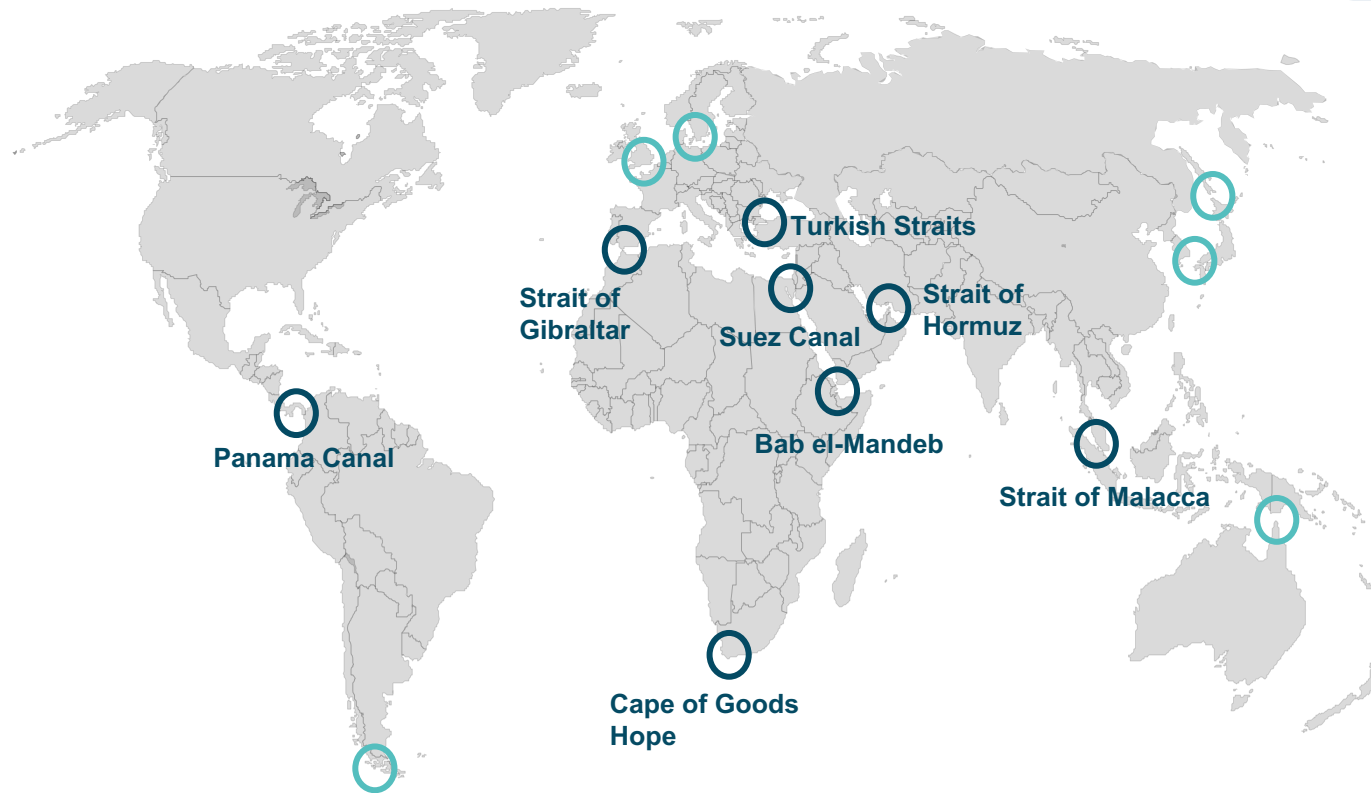 Turkish Straits
Strait of
Gibraltar
Suez Canal
Strait of
Hormuz
Panama Canal
Bab el-Mandeb
Strait of Malacca
Cape of Goods
Hope